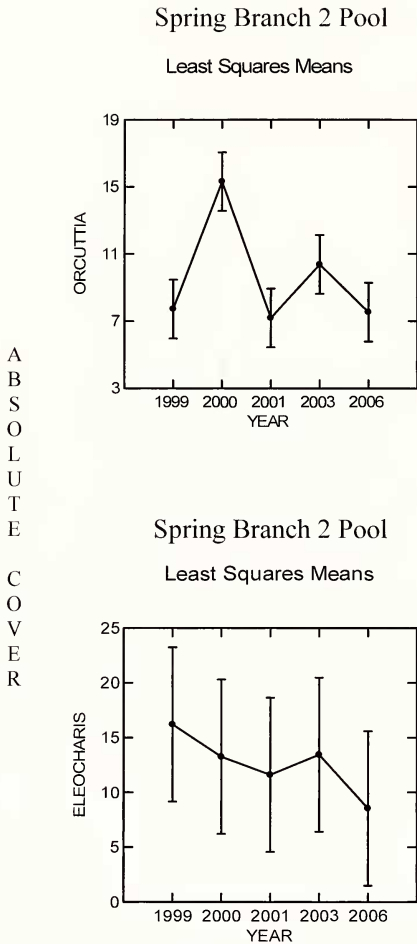 Spring Branch 2 Pool
Least Squares Means
19
15
11
7
3
ORCUTTIA
1999 2000 2001 2003 2006
YEAR
ABSOLUTE COVER
Spring Branch 2 Pool
Least Squares Means
25
20
15
10
5
0
ELEOCHARIS
1999 2000 2001 2003 2006
YEAR